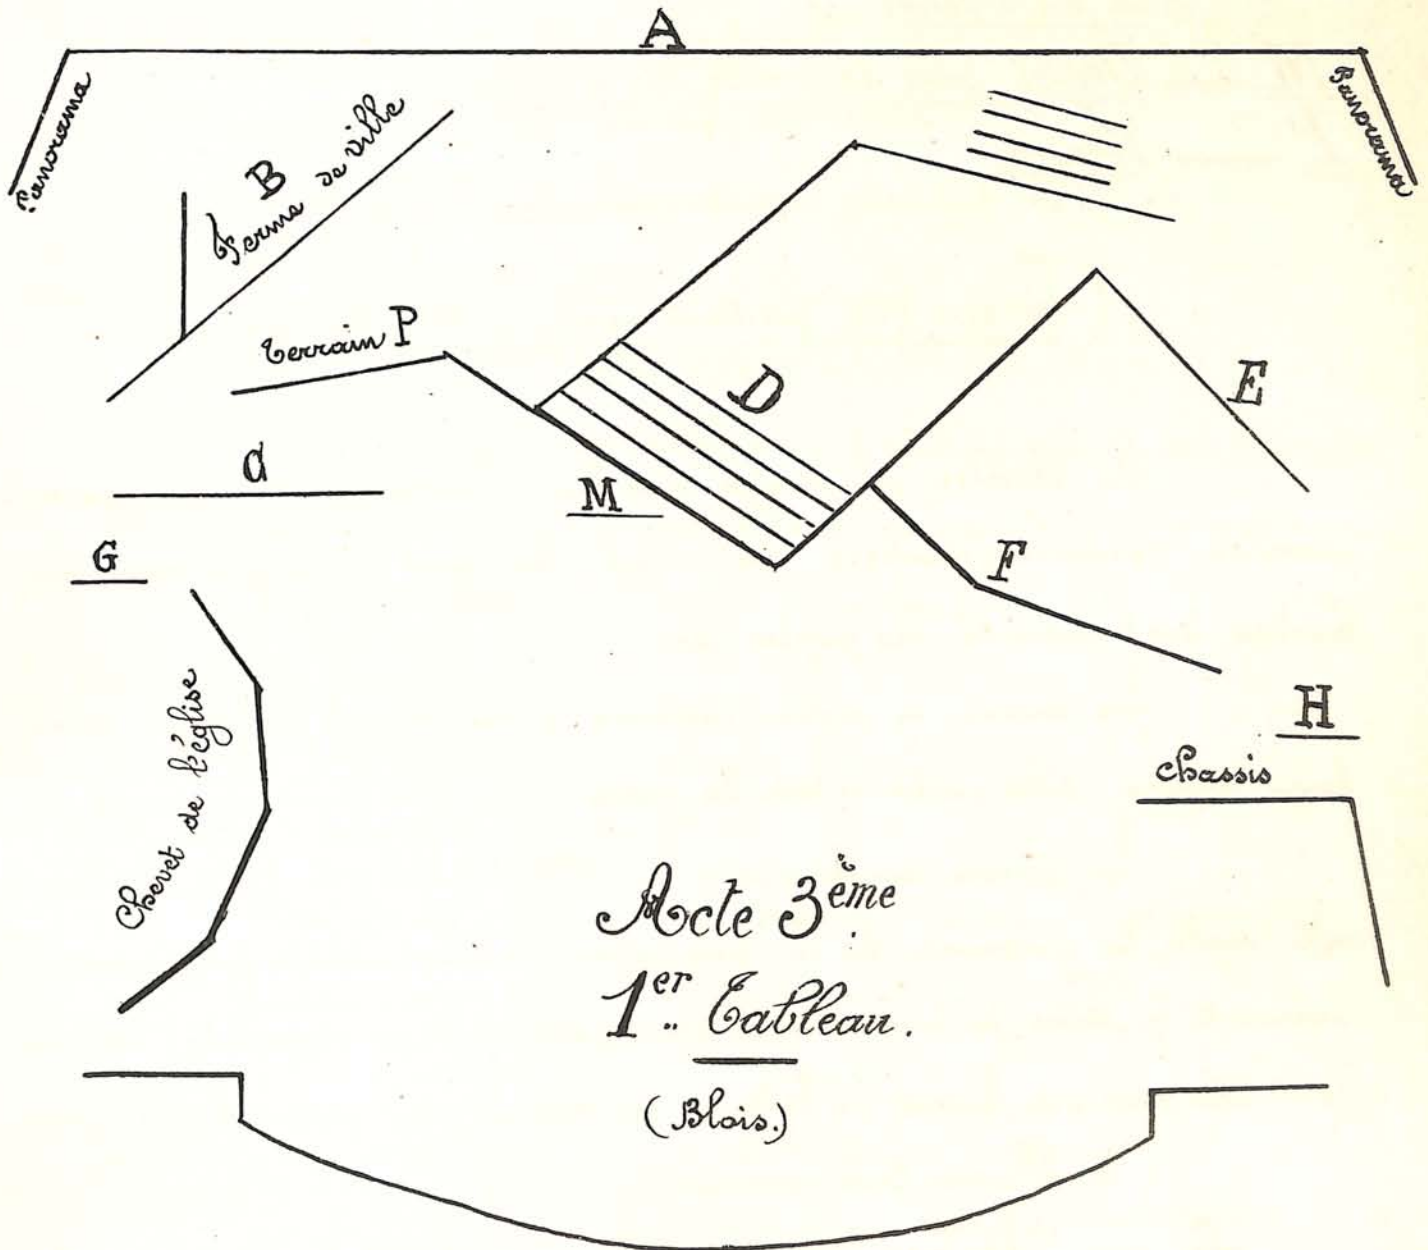 A
Panorama
Panorama
B
Ferme de ville
terrain P
D
E
C
M
G
F
H
Chevet de l'église
chassis
Acte 3ème
1er Tableau.
(Blois.)